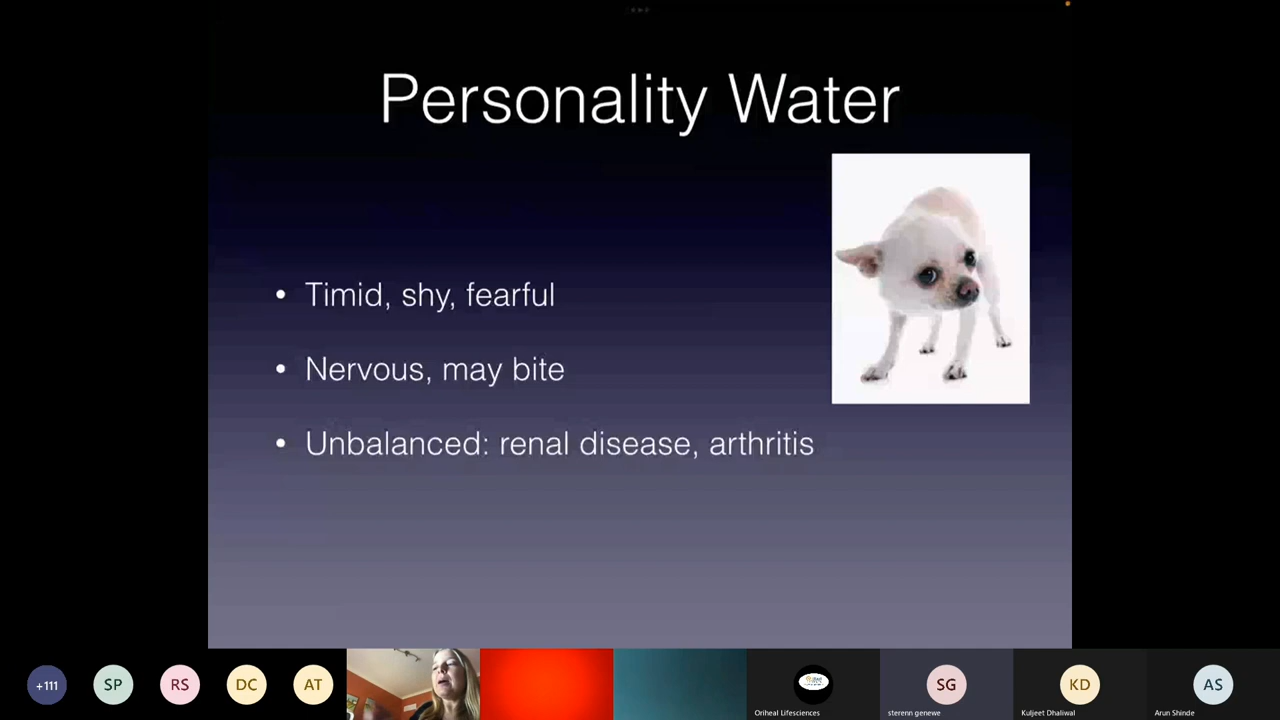 Personality Water
• Timid, shy, fearful
• Nervous, may bite
• Unbalanced: renal disease, arthritis
+111
SP
RS
DC
AT
SG
KD
AS
Oriheal Lifesciences
sterenn genewe
Kuljeet Dhaliwal
Arun Shinde